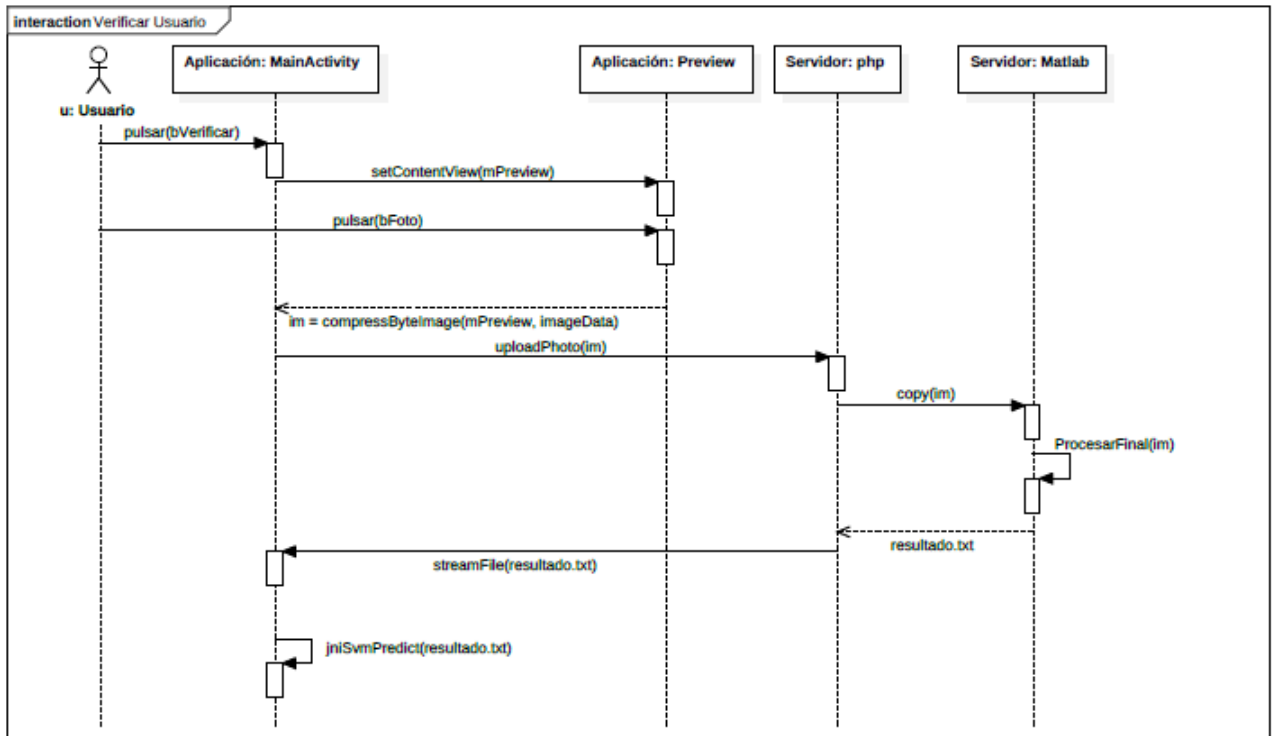 interaction Verificar Usuario
Aplicación: MainActivity
Aplicación: Preview
Servidor: php
Servidor: Matlab
u: Usuario
pulsar(bVerificar)
setContentView(mPreview)
pulsar(bFoto)
im = compressByteImage(mPreview, imageData)
uploadPhoto(im)
copy(im)
ProcesarFinal(im)
resultado.txt
streamFile(resultado.txt)
jniSvmPredict(resultado.txt)